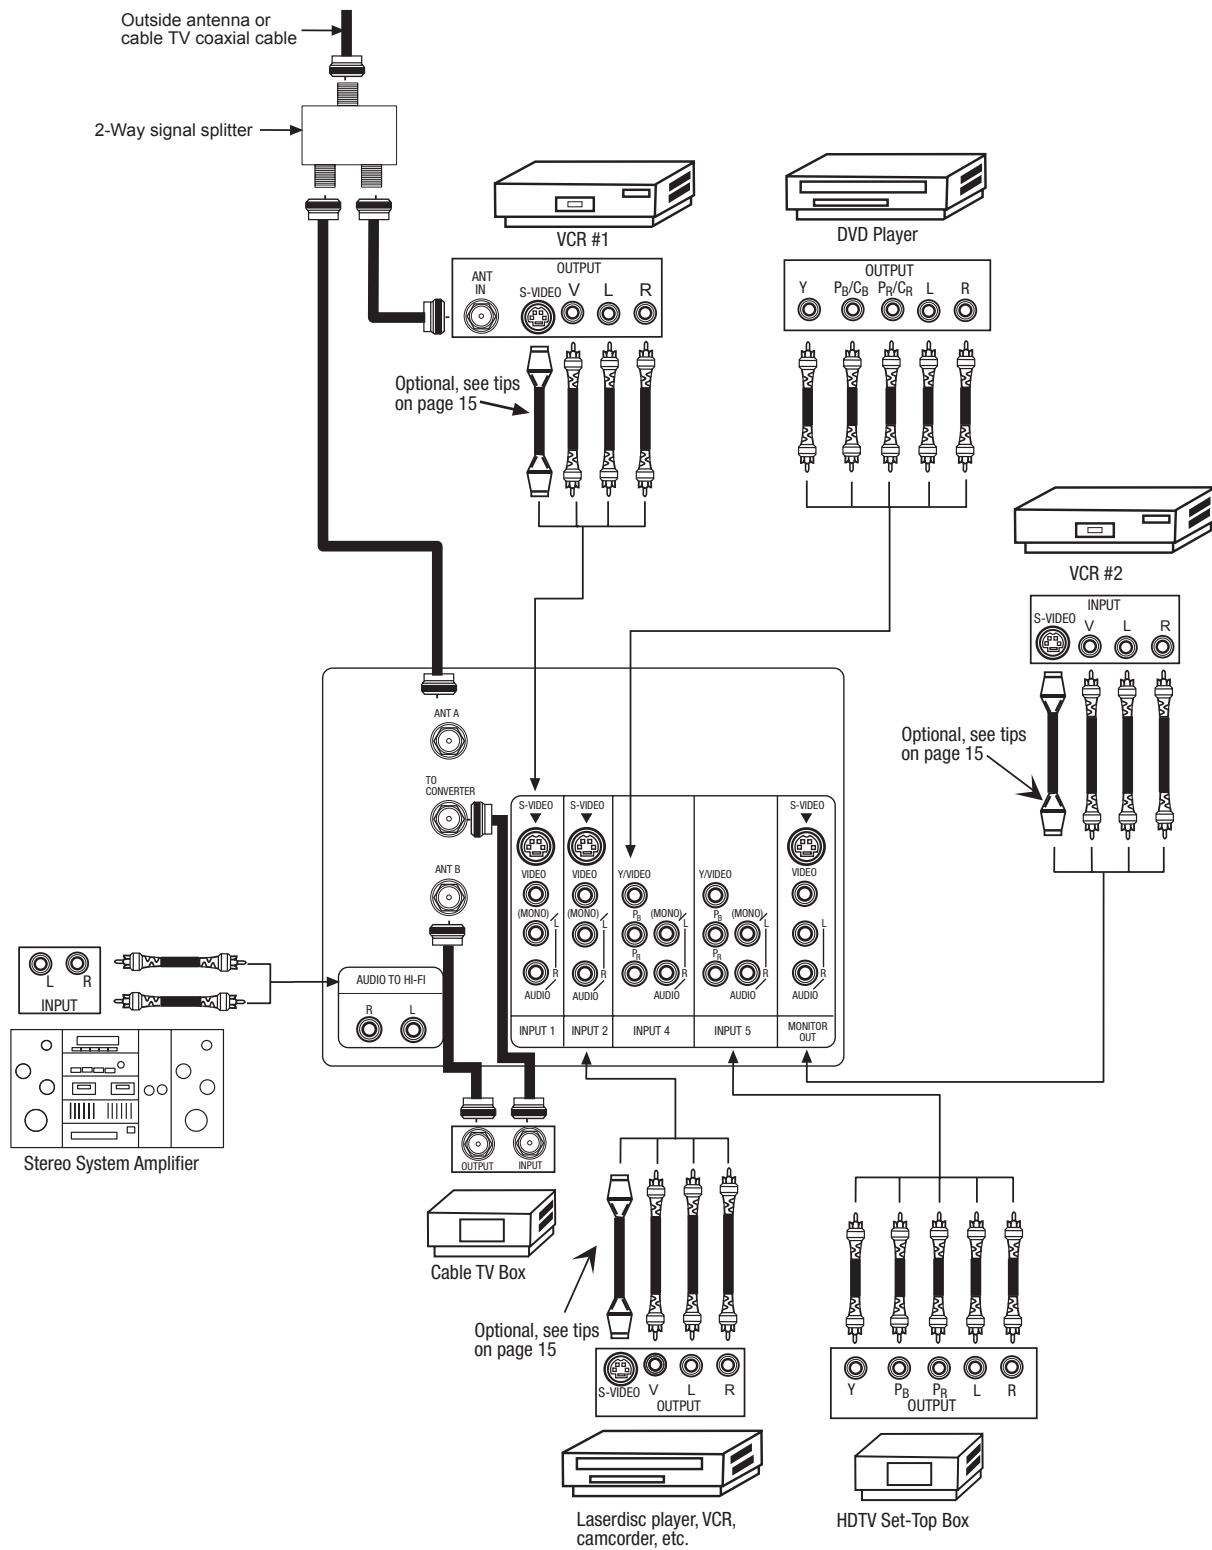 Outside antenna or
cable TV coaxial cable
2-Way signal splitter
VCR #1
DVD Player
ANT
IN
OUTPUT
S-VIDEO V L R
OUTPUT
Y PB/CB PR/CR L R
Optional, see tips
on page 15
VCR #2
INPUT
S-VIDEO V L R
Optional, see tips
on page 15
ANT A
TO
CONVERTER
ANT B
S-VIDEO
VIDEO
(MONO)
L
R
AUDIO
INPUT 1
S-VIDEO
VIDEO
(MONO)
L
R
AUDIO
INPUT 2
Y/VIDEO
PB
(MONO)
L
PR
R
AUDIO
INPUT 4
Y/VIDEO
PB
(MONO)
L
PR
R
AUDIO
INPUT 5
S-VIDEO
VIDEO
L
R
AUDIO
MONITOR
OUT
L R
INPUT
AUDIO TO HI-FI
R L
Stereo System Amplifier
OUTPUT INPUT
Cable TV Box
Optional, see tips
on page 15
S-VIDEO V L R
OUTPUT
Laserdisc player, VCR,
camcorder, etc.
Y PB PR L R
OUTPUT
HDTV Set-Top Box